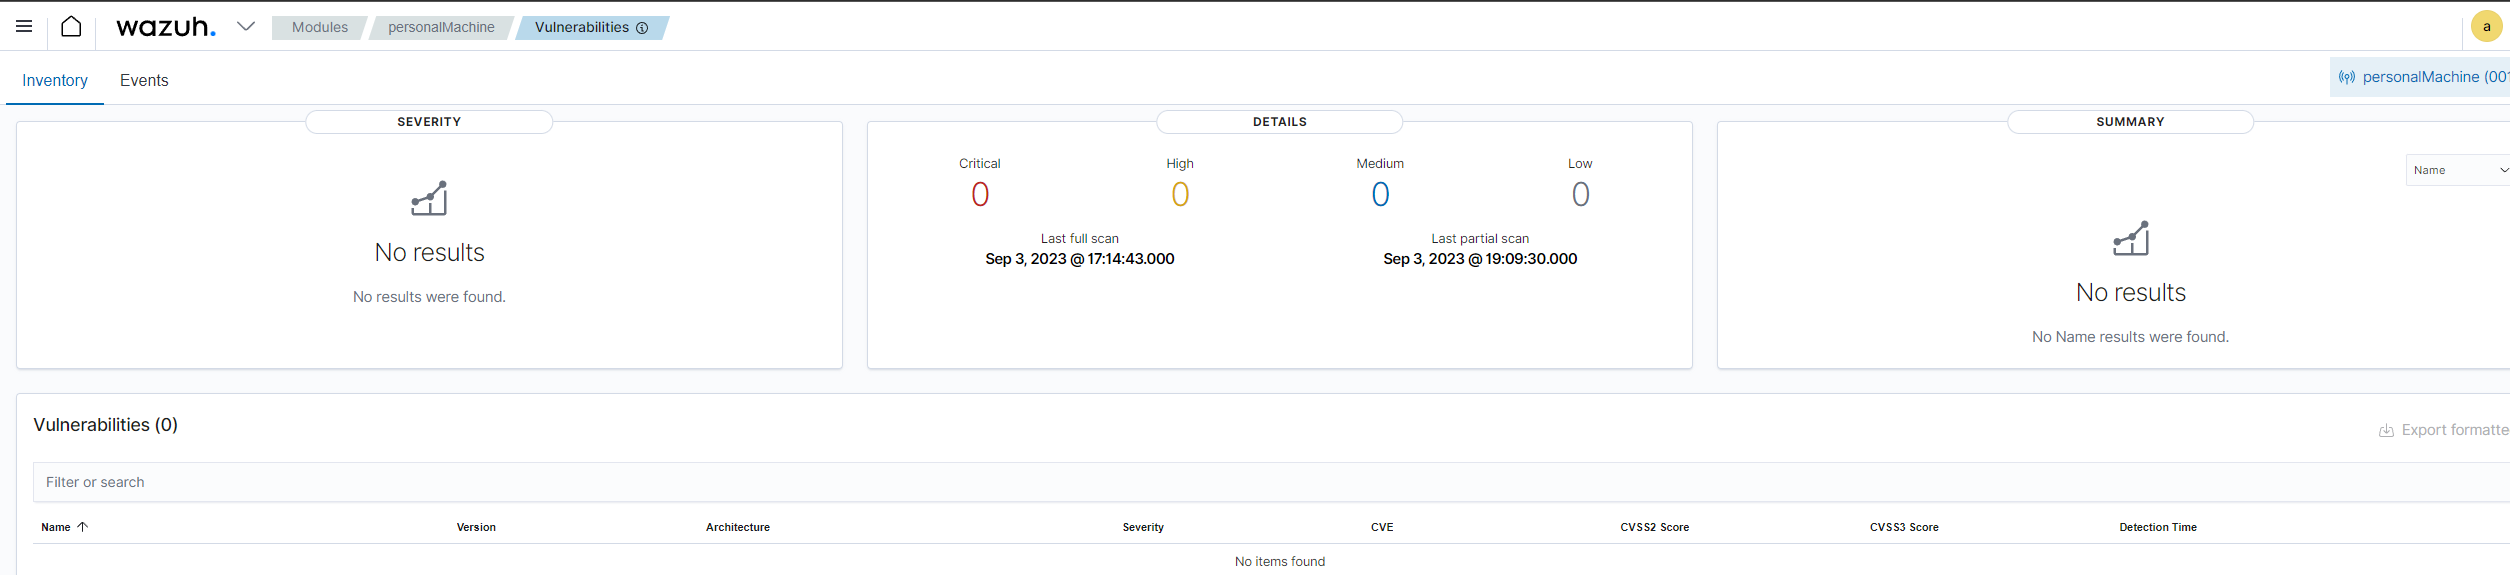 wazuh. Modules personalMachine Vulnerabilities a
Inventory Events personalMachine (001
SEVERITY
No results
No results were found.
DETAILS
Critical High Medium Low
0 0 0 0
Last full scan Last partial scan
Sep 3, 2023 @ 17:14:43.000 Sep 3, 2023 @ 19:09:30.000
SUMMARY
Name
No results
No Name results were found.
Vulnerabilities (0)
Export formatte
Filter or search
Name Version Architecture Severity CVE CVSS2 Score CVSS3 Score Detection Time
No items found